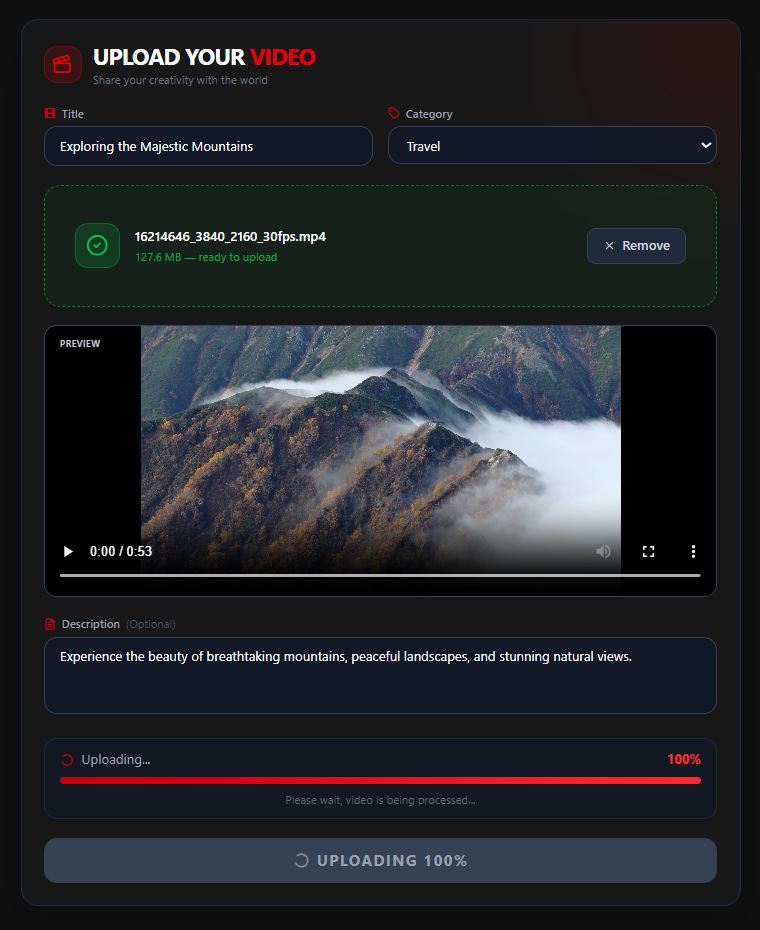 UPLOAD YOUR VIDEO
Share your creativity with the world
Title
Category
Exploring the Majestic Mountains
Travel
16214646_3840_2160_30fps.mp4
127.6 MB — ready to upload
Remove
PREVIEW
0:00 / 0:53
Description (Optional)
Experience the beauty of breathtaking mountains, peaceful landscapes, and stunning natural views.
Uploading...
100%
Please wait, video is being processed...
UPLOADING 100%